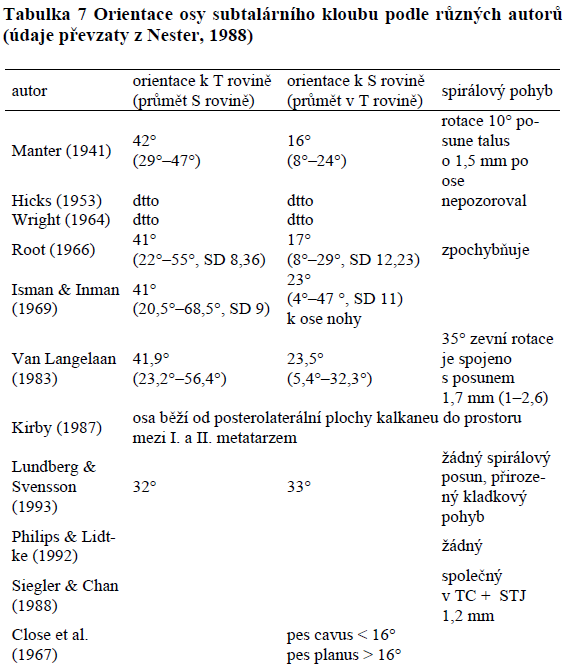 Tabulka 7 Orientace osy subtalárního kloubu podle různých autorů
(údaje převzaty z Nester, 1988)
autor orientace k T rovině (průmět S rovině) orientace k S rovině (průmět v T rovině) spirálový pohyb
Manter (1941) 42° (29°–47°) 16° (8°–24°) rotace 10° po-
sune talus
o 1,5 mm po
ose
Hicks (1953) dtto dtto nepozoroval
Wright (1964) dtto dtto
Root (1966) 41° (22°–55°, SD 8,36) 17° (8°–29°, SD 12,23) zpochybňuje
Isman & Inman
(1969) 41° (20,5°–68,5°, SD 9) 23° (4°–47 °, SD 11)
k ose nohy
Van Langelaan
(1983) 41,9° (23,2°–56,4°) 23,5° (5,4°–32,3°) 35° zevní rotace
je spojeno
s posunem
1,7 mm (1–2,6)
Kirby (1987) osa běží od posterolaterální plochy kalkaneu do prostoru
mezi I. a II. metatarzem
Lundberg &
Svensson
(1993) 32° 33° žádný spirálový
posun, přiroze-
ný kladkový
pohyb
Philips & Lidt-
ke (1992) žádný
Siegler & Chan
(1988) společný
v TC + STJ
1,2 mm
Close et al.
(1967) pes cavus < 16°
pes planus > 16°